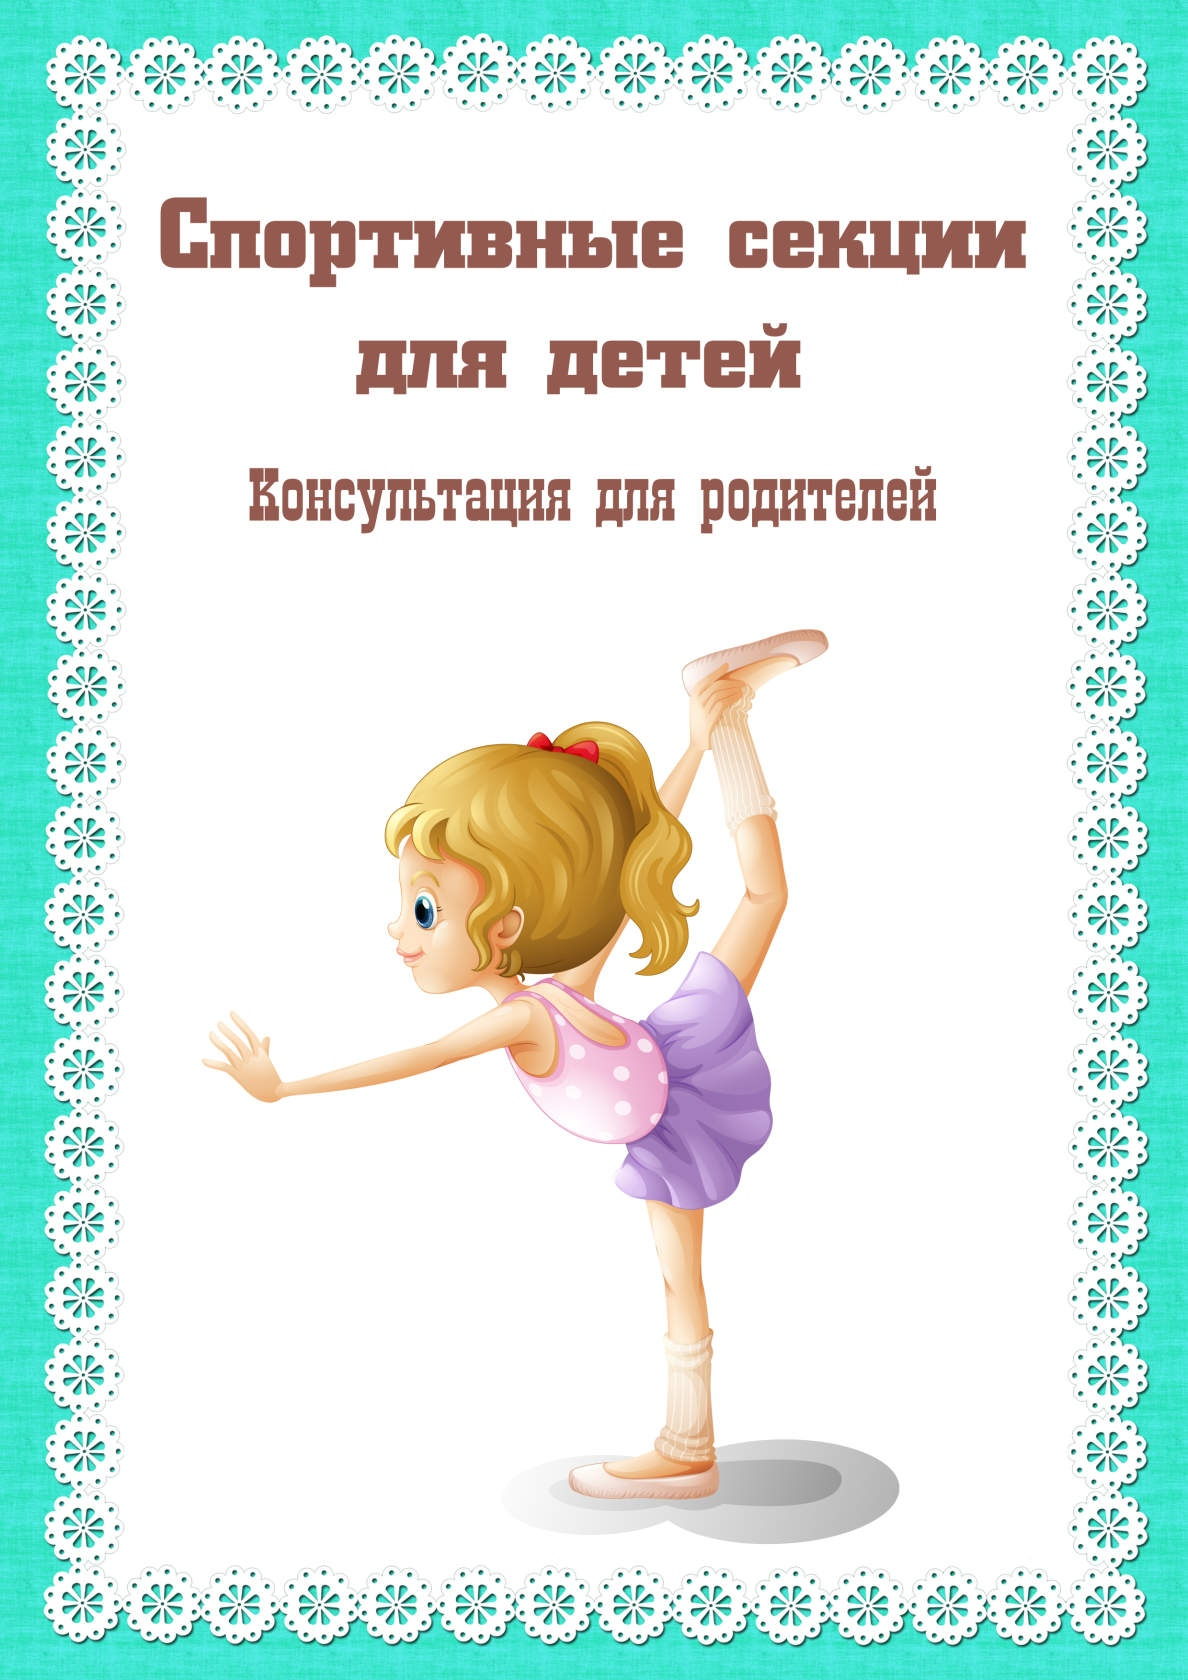 Спортивные секции
для детей
Консультация для родителей